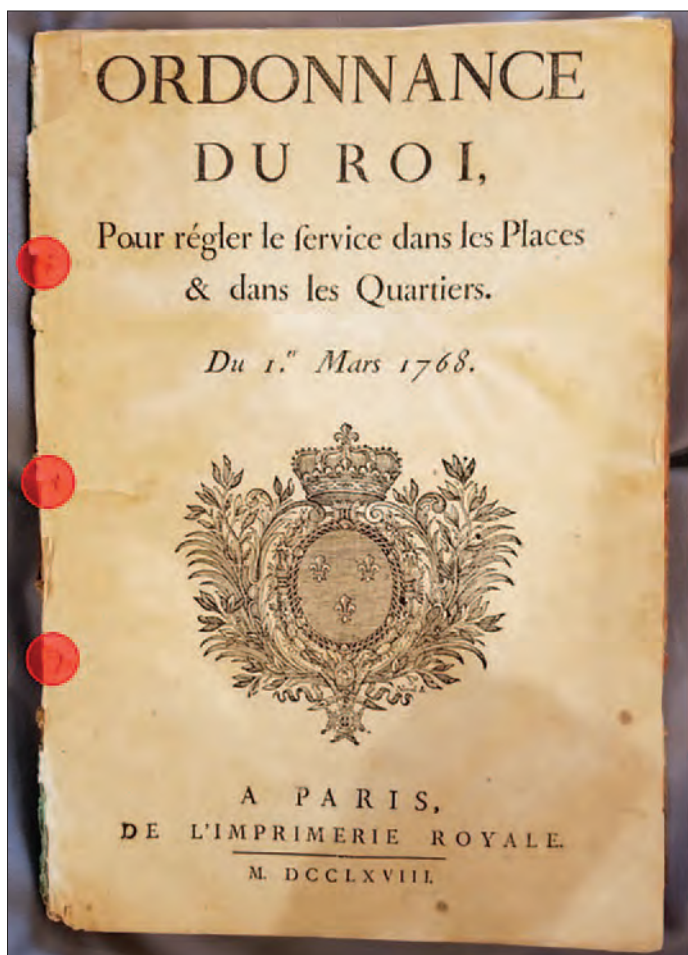 ORDONNANCE
DU ROI,
Pour régler le ſervice dans les Places
& dans les Quartiers.
Du 1.er Mars 1768.
A PARIS,
DE L'IMPRIMERIE ROYALE.
M. DCCLXVIII.